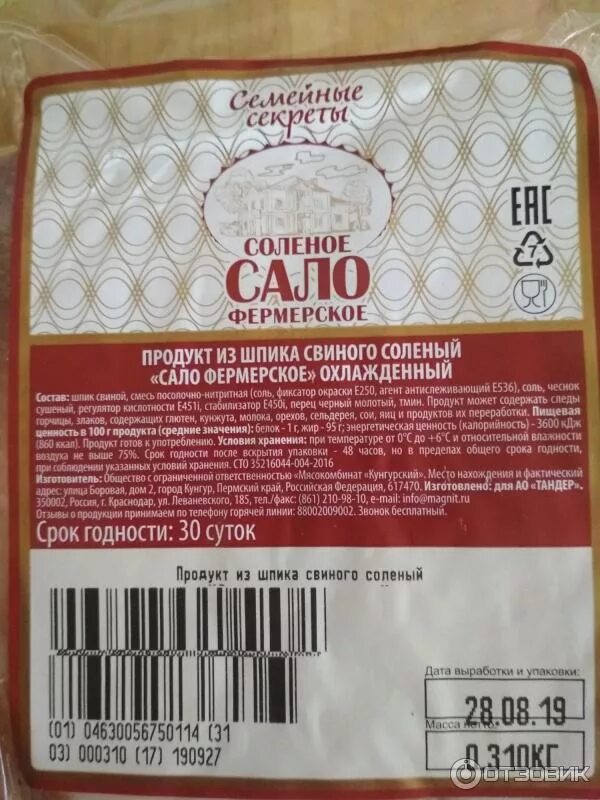 Семейные
секреты
СОЛЕНОЕ
САЛО
ФЕРМЕРСКОЕ
EAC
7
ПРОДУКТ ИЗ ШПИКА СВИНОГО СОЛЕНЫЙ
«САЛО ФЕРМЕРСКОЕ» ОХЛАЖДЕННЫЙ
Состав: шпик свиной, смесь посолочно-нитритная (соль, фиксатор окраски Е250, агент антислеживающий Е536), соль, чеснок
сушеный, регулятор кислотности Е451i, стабилизатор Е450i, перец черный молотый, тмин. Продукт может содержать следы
горчицы, злаков, содержащих глютен, кунжута, молока, орехов, сельдерея, сои, яиц и продуктов их переработки. Пищевая
ценность в 100 г продукта (средние значения): белок - 1 г, жир - 95 г; энергетическая ценность (калорийность) - 3600 кДж
(860 ккал). Продукт готов к употреблению. Условия хранения: при температуре от 0°С до +6°С и относительной влажности
воздуха не выше 75%. Срок годности после вскрытия упаковки - 48 часов, но в пределах общего срока годности,
при соблюдении указанных условий хранения. СТО 35216044-004-2016
Изготовитель: Общество с ограниченной ответственностью «Мясокомбинат «Кунгурский». Место нахождения и фактический
адрес: улица Боровая, дом 2, город Кунгур, Пермский край, Российская Федерация, 617470. Изготовлено: для АО «ТАНДЕР».
350002, Россия, г. Краснодар, ул. Леваневского, 185, тел./факс: (861) 210-98-10, e-mail: info@magnit.ru
Отзывы о продукции принимаем по телефону горячей линии: 88002009002. Звонок бесплатный.
Срок годности: 30 суток
Продукт из шпика свиного соленый
(01) 04630056750114 (31
03) 000310 (17) 190927
Дата выработки и упаковки:
28.08.19
Масса нетто:
0.310КГ
ОТЗОВИК